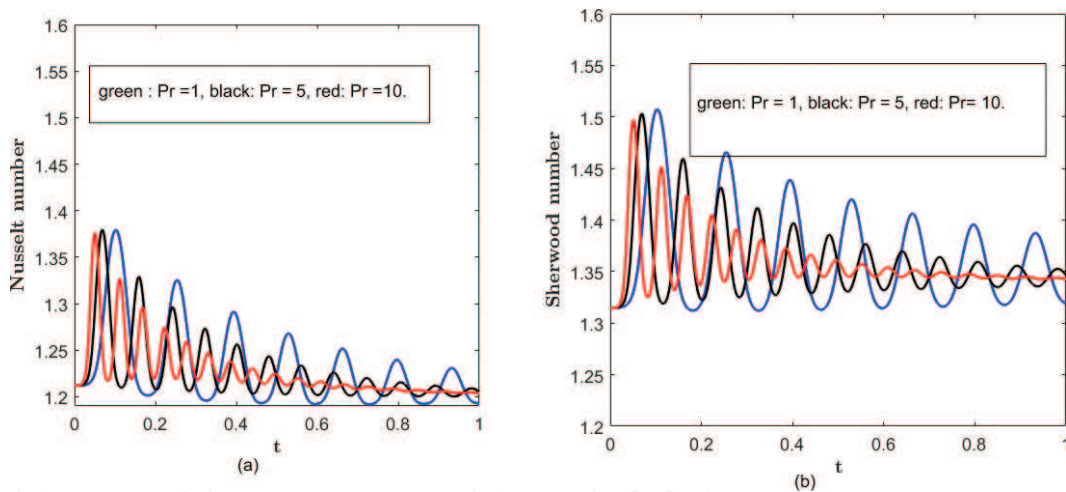 1.6
1.55
1.5
1.45
1.4
1.35
1.3
1.25
1.2
Nusselt number
green : Pr =1, black: Pr = 5, red: Pr =10.
0 0.2 0.4 0.6 0.8 1
t
(a)
1.6
1.55
1.5
1.45
1.4
1.35
1.3
1.25
1.2
Sherwood number
green: Pr = 1, black: Pr = 5, red: Pr= 10.
0 0.2 0.4 0.6 0.8 1
t
(b)